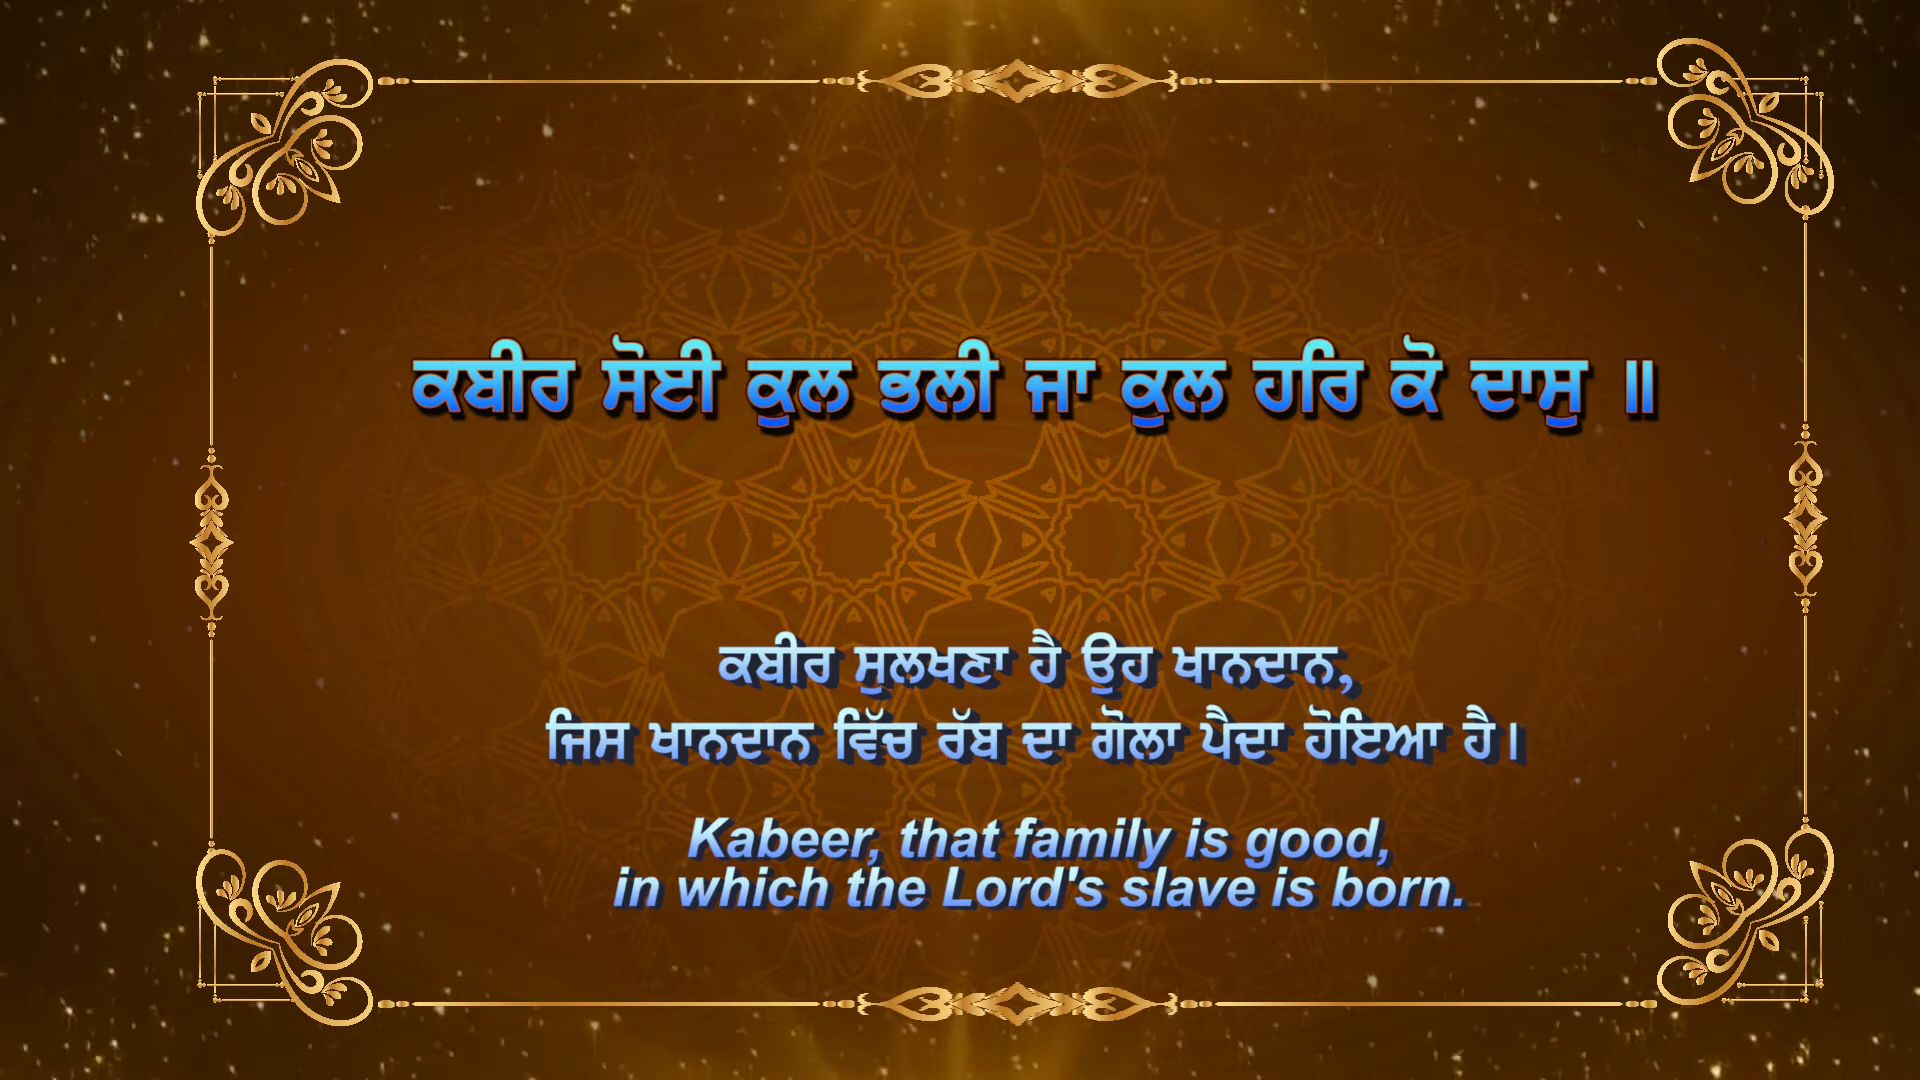 ਕਬੀਰ ਸੋਈ ਕੁਲ ਭਲੀ ਜਾ ਕੁਲ ਹਰਿ ਕੋ ਦਾਸੁ ॥
ਕਬੀਰ ਸੁਲਖਣਾ ਹੈ ਉਹ ਖਾਨਦਾਨ,
ਜਿਸ ਖਾਨਦਾਨ ਵਿੱਚ ਰੱਬ ਦਾ ਗੋਲਾ ਪੈਦਾ ਹੋਇਆ ਹੈ।
Kabeer, that family is good,
in which the Lord's slave is born.